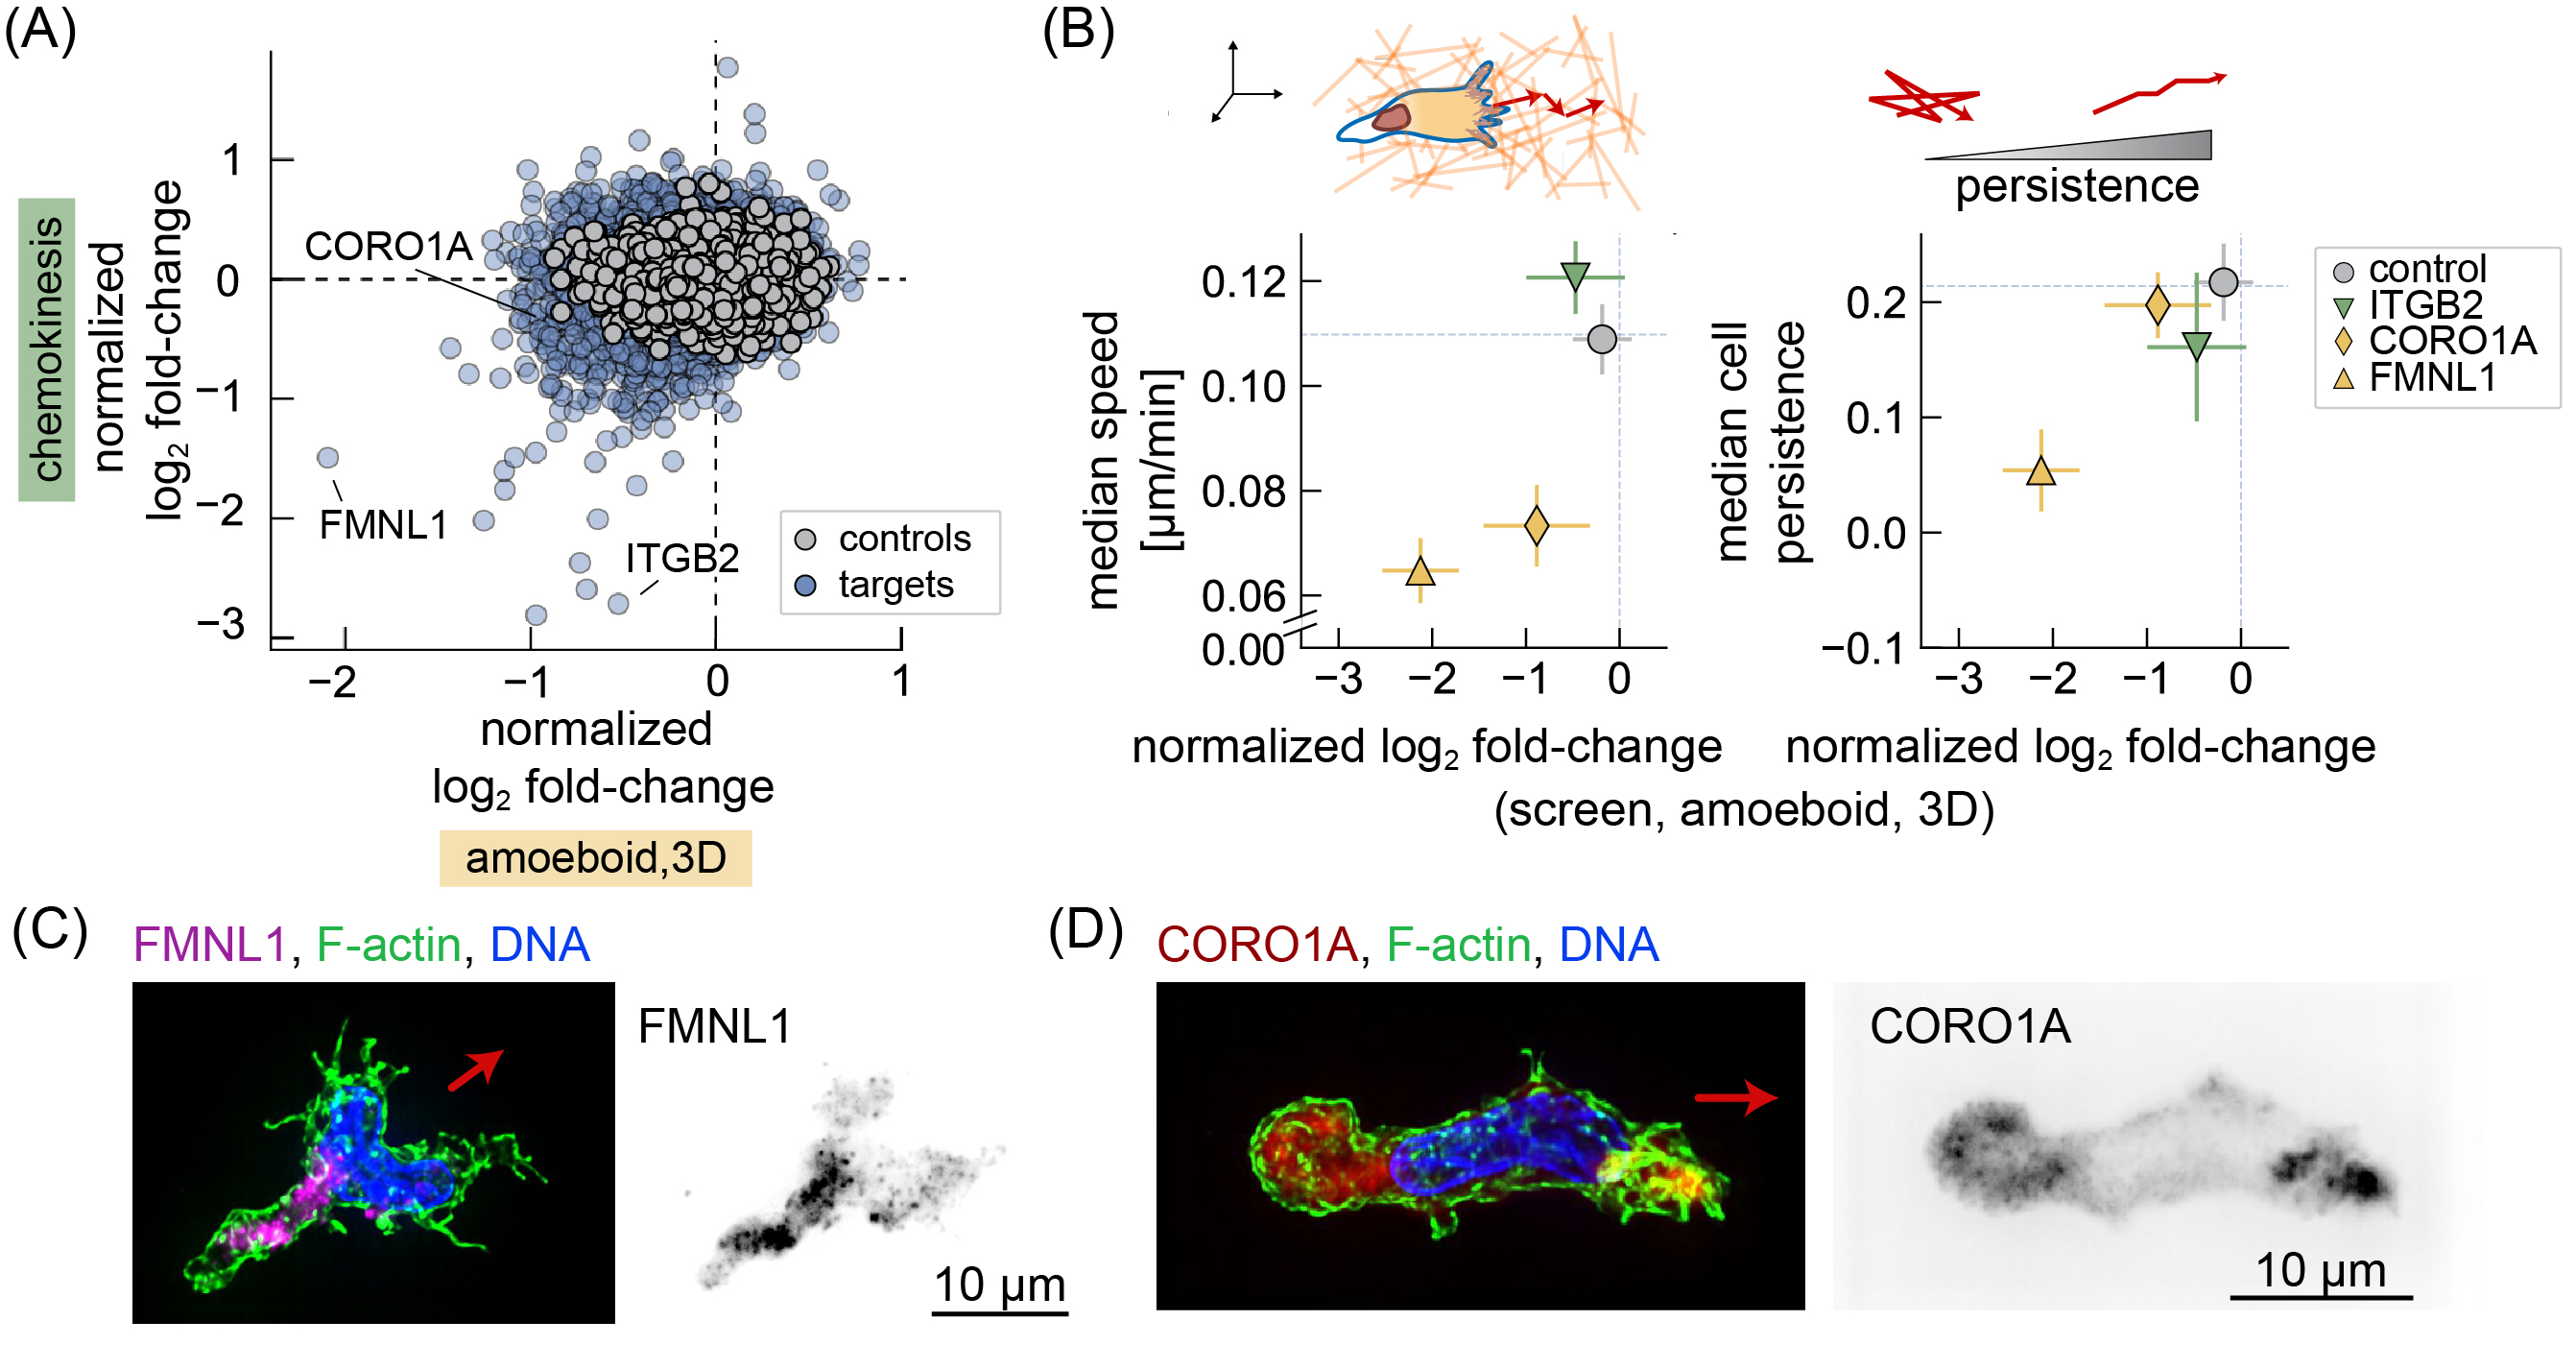 (A)
chemokinesis
normalized
log₂ fold-change
1
0
−1
−2
−3
CORO1A
FMNL1
ITGB2
controls
targets
−2
−1
0
1
normalized
log₂ fold-change
amoeboid,3D
(B)
persistence
median speed
[µm/min]
0.12
0.10
0.08
0.06
0.00
−3
−2
−1
0
normalized log₂ fold-change
median cell
persistence
0.2
0.1
0.0
−0.1
−3
−2
−1
0
normalized log₂ fold-change
(screen, amoeboid, 3D)
control
ITGB2
CORO1A
FMNL1
(C)
FMNL1, F-actin, DNA
FMNL1
10 µm
(D)
CORO1A, F-actin, DNA
CORO1A
10 µm